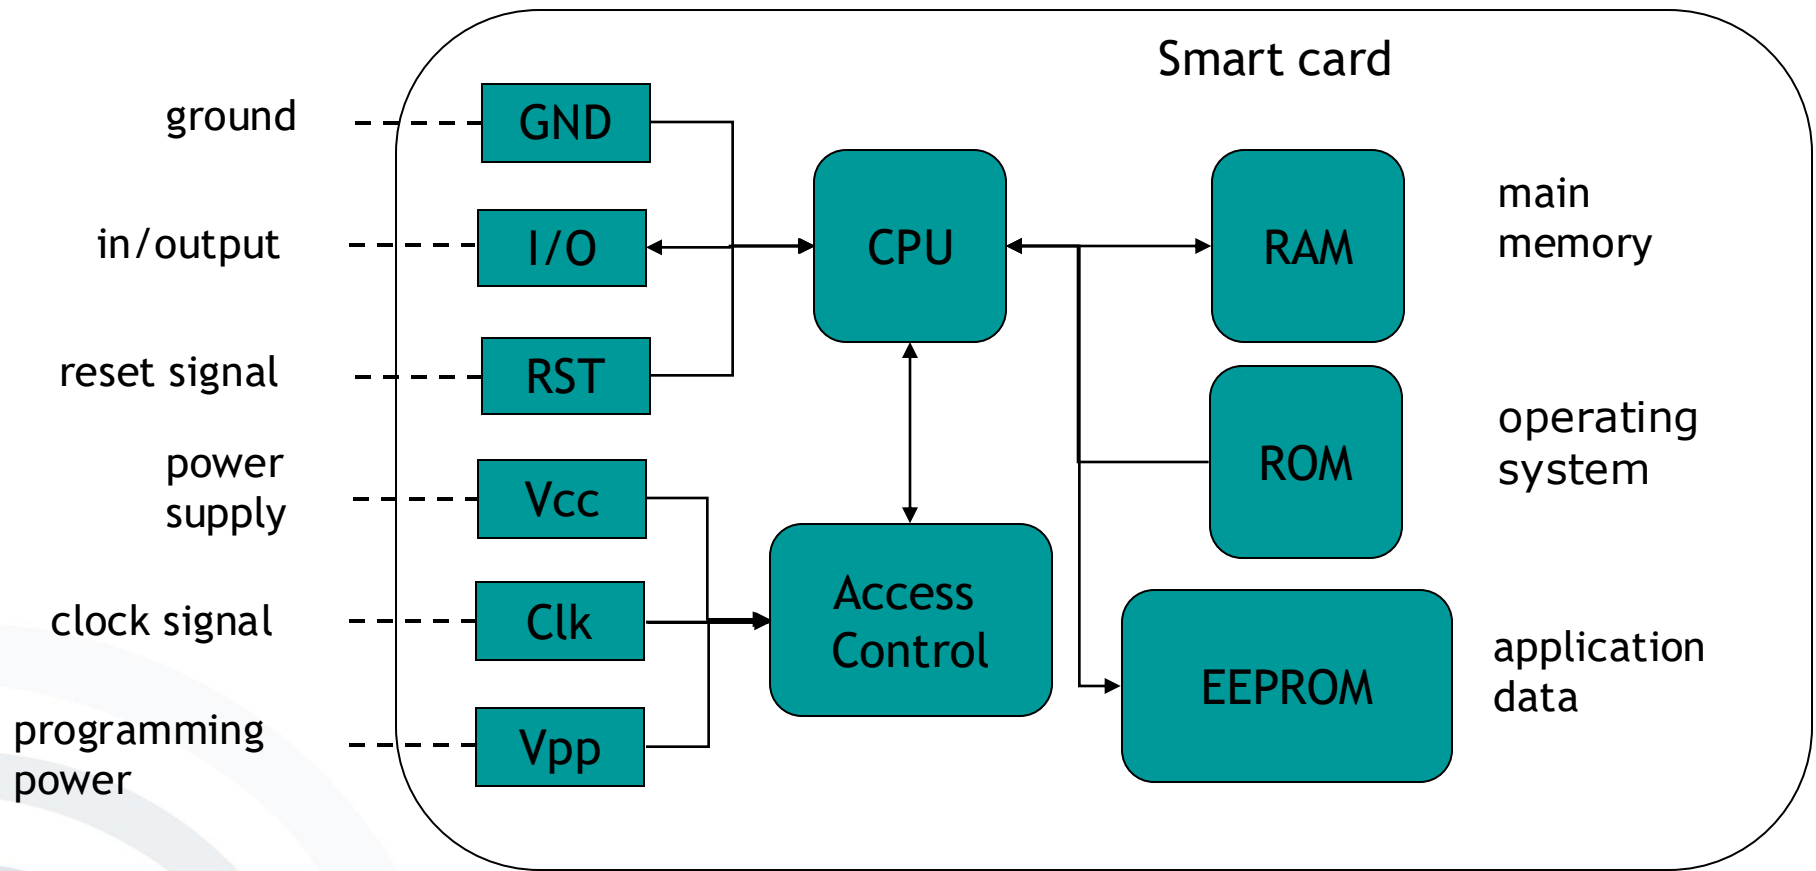 Smart card
ground
GND
in/output
I/O
reset signal
RST
power
supply
Vcc
clock signal
Clk
programming
power
Vpp
CPU
Access
Control
RAM
main
memory
ROM
operating
system
EEPROM
application
data